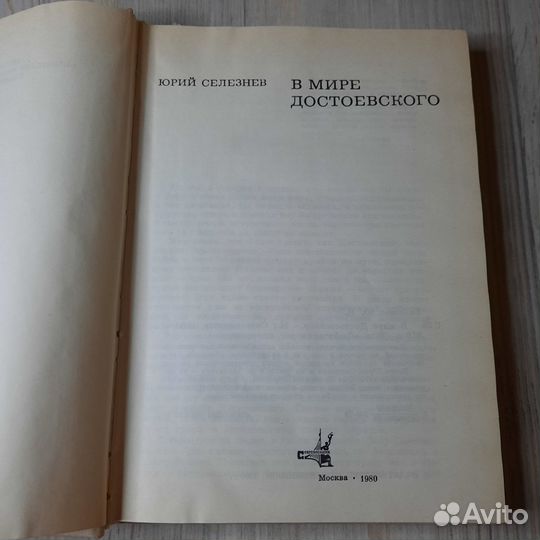 ЮРИЙ СЕЛЕЗНЕВ
В МИРЕ
ДОСТОЕВСКОГО
Москва · 1980
Avito